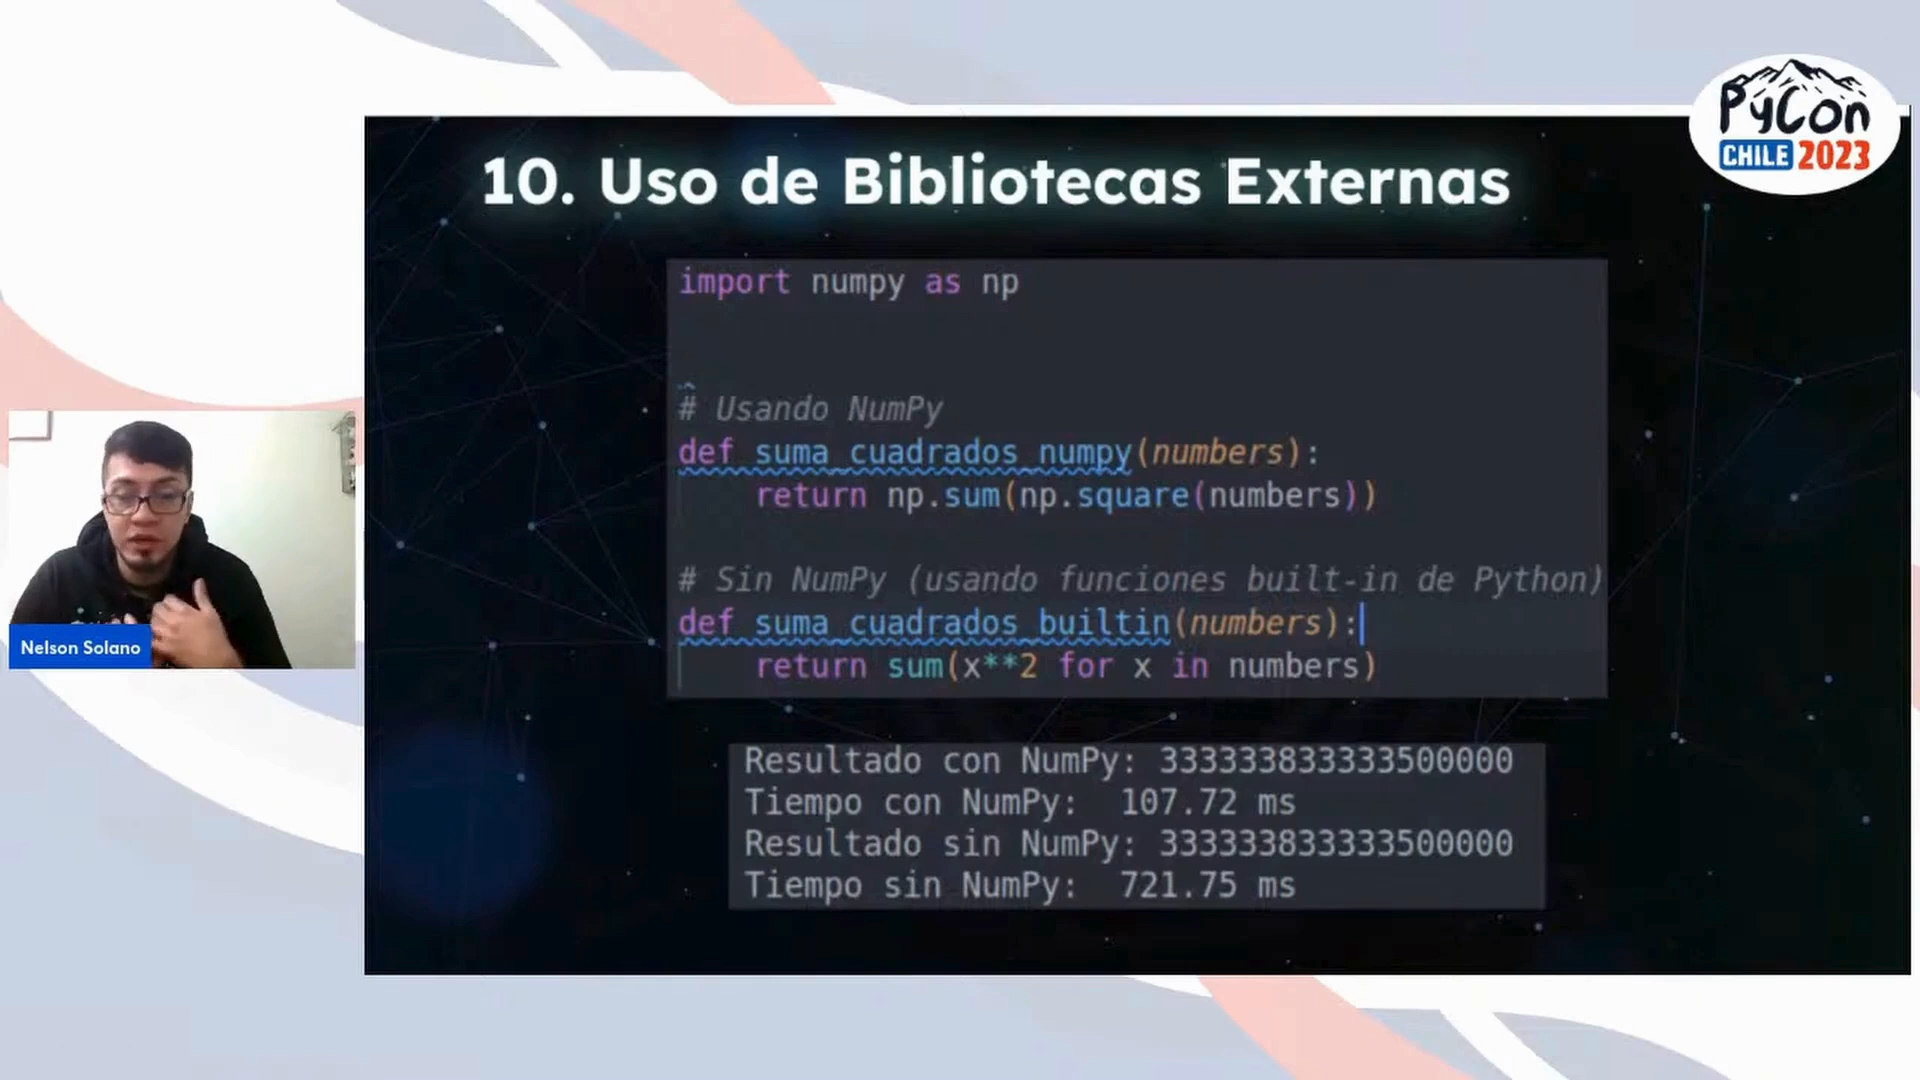 PyCon
CHILE 2023
10. Uso de Bibliotecas Externas
import numpy as np
# Usando NumPy
def suma_cuadrados_numpy(numbers):
return np.sum(np.square(numbers))
# Sin NumPy (usando funciones built-in de Python)
def suma_cuadrados_builtin(numbers):
return sum(x**2 for x in numbers)
Nelson Solano
Resultado con NumPy: 333333833333500000
Tiempo con NumPy: 107.72 ms
Resultado sin NumPy: 333333833333500000
Tiempo sin NumPy: 721.75 ms